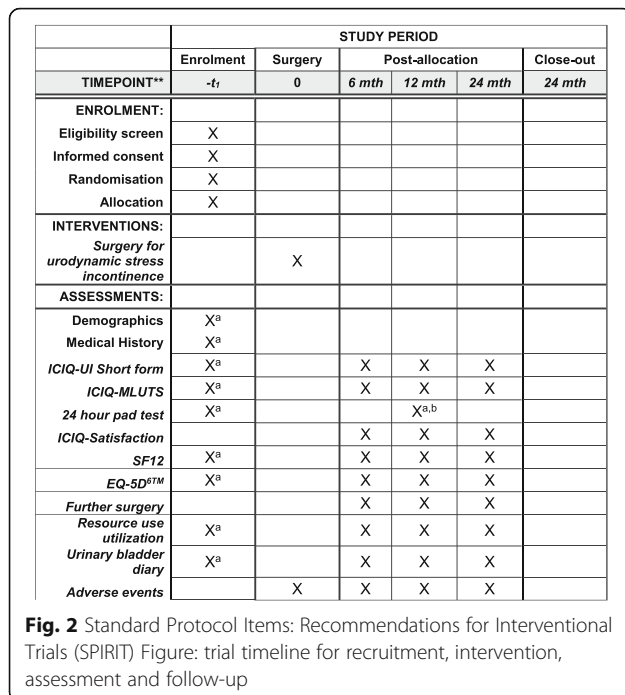 STUDY PERIOD
Enrolment Surgery Post-allocation Close-out
TIMEPOINT** -t1 0 6 mth 12 mth 24 mth 24 mth
ENROLMENT:
Eligibility screen X
Informed consent X
Randomisation X
Allocation X
INTERVENTIONS:
Surgery for
urodynamic stress
incontinence
X
ASSESSMENTS:
Demographics Xa
Medical History Xa
ICIQ-UI Short form Xa X X X
ICIQ-MLUTS Xa X X X
24 hour pad test Xa Xa,b
ICIQ-Satisfaction X X X
SF12 Xa X X X
EQ-5D6TM Xa X X X
Further surgery X X X
Resource use
utilization
Xa X X X
Urinary bladder
diary
Xa X X X
Adverse events X X X X
Fig. 2 Standard Protocol Items: Recommendations for Interventional
Trials (SPIRIT) Figure: trial timeline for recruitment, intervention,
assessment and follow-up